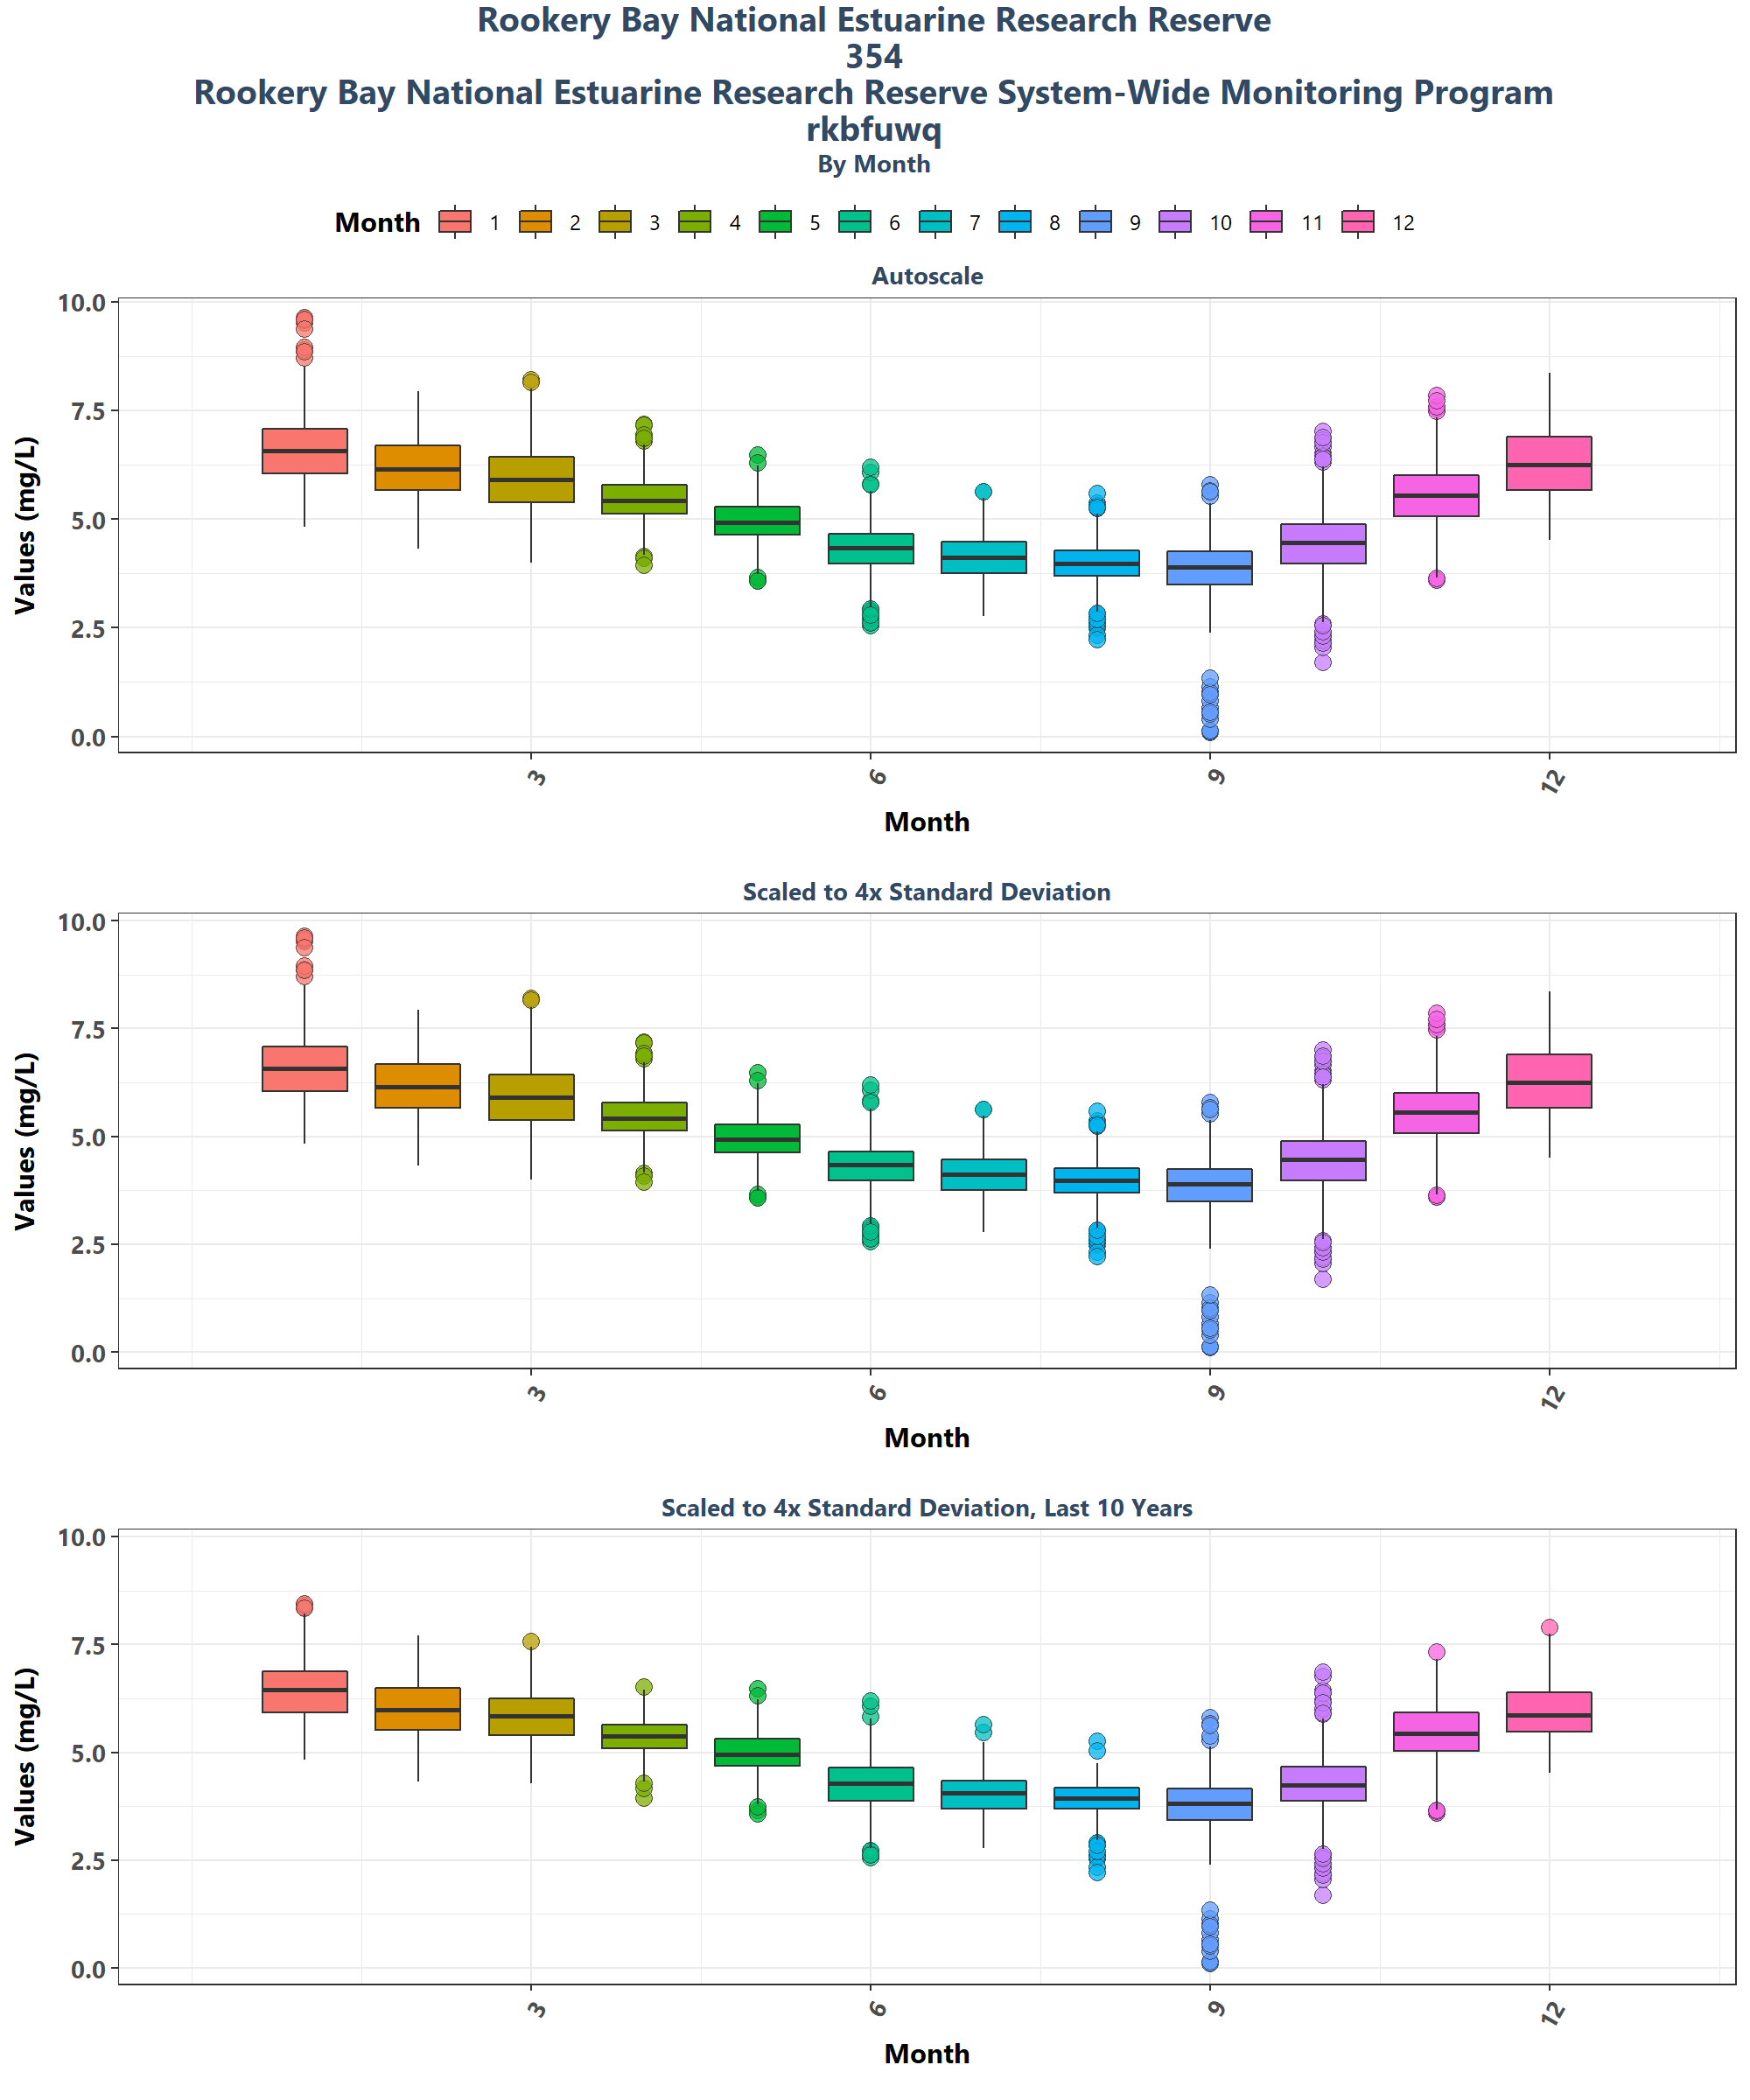 Rookery Bay National Estuarine Research Reserve
354
Rookery Bay National Estuarine Research Reserve System-Wide Monitoring Program
rkbfuwq
By Month
Month 1 2 3 4 5 6 7 8 9 10 11 12
Autoscale
Values (mg/L)
10.0
7.5
5.0
2.5
0.0
3 6 9 12
Month
Scaled to 4x Standard Deviation
Values (mg/L)
10.0
7.5
5.0
2.5
0.0
3 6 9 12
Month
Scaled to 4x Standard Deviation, Last 10 Years
Values (mg/L)
10.0
7.5
5.0
2.5
0.0
3 6 9 12
Month